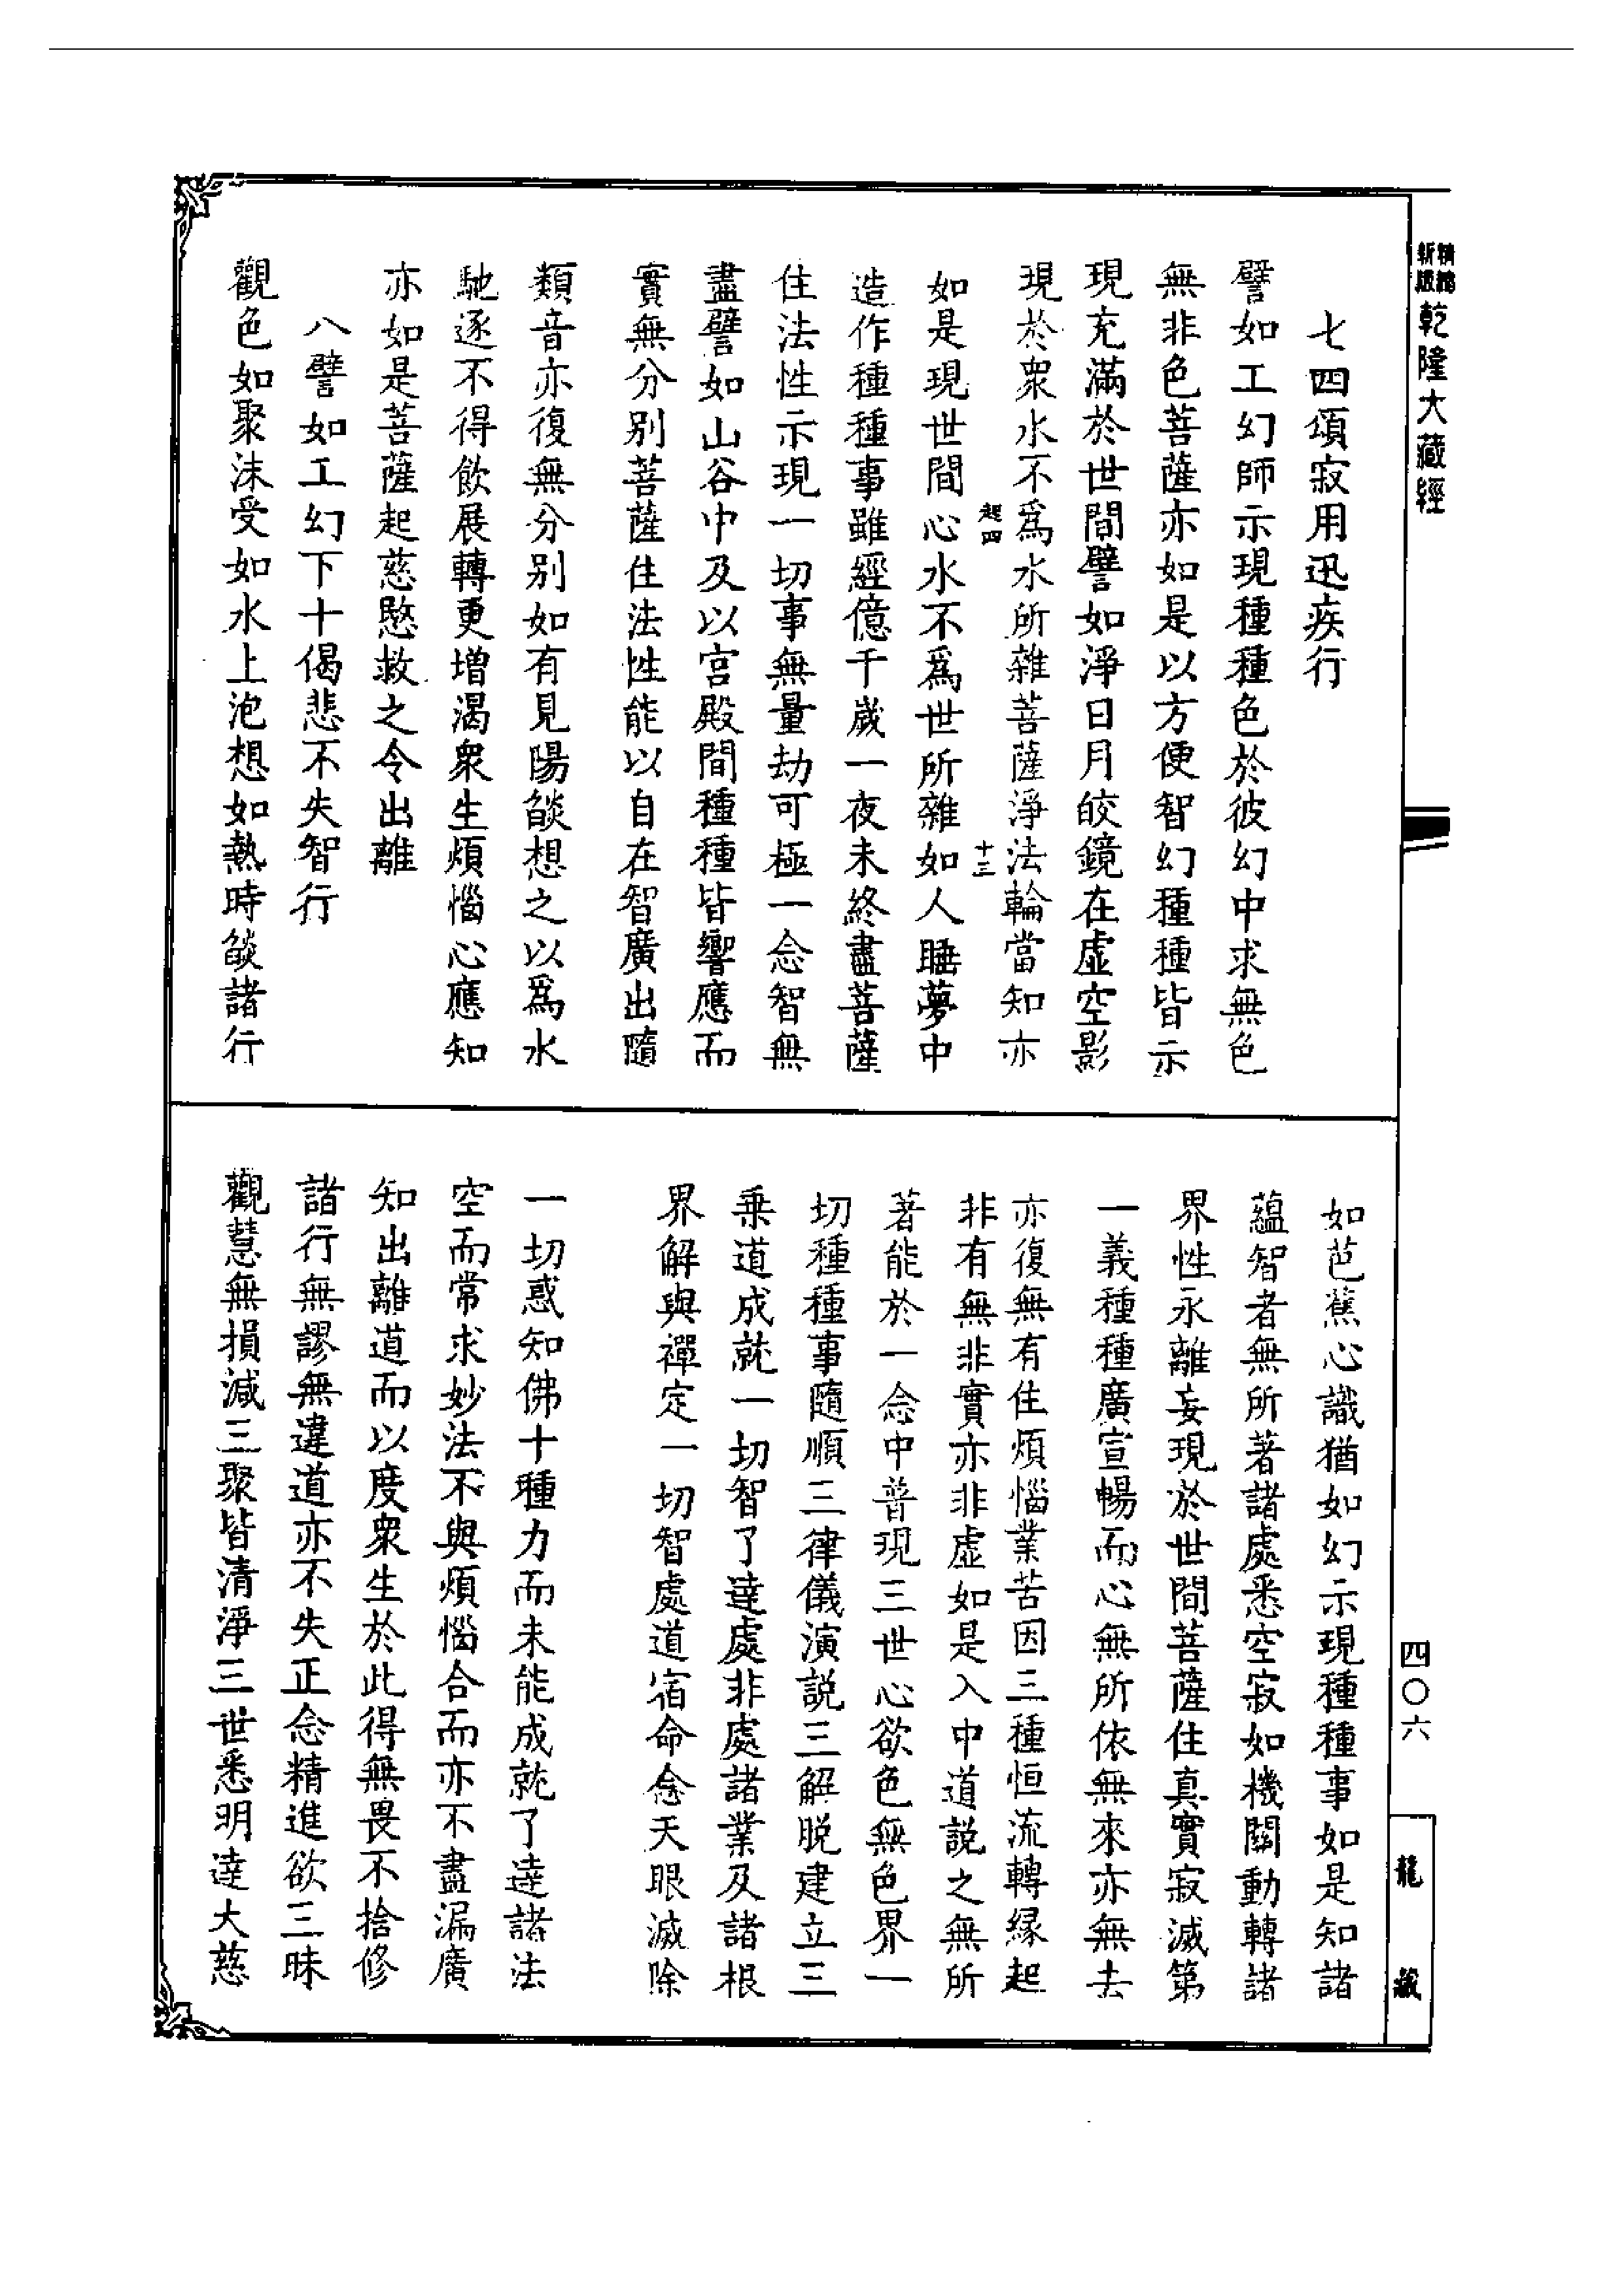 新版精縮
乾隆大藏經
七四頌寂用迅疾行
譬如工幻師示現種種色於彼幻中求無色
無非色菩薩亦如是以方便智幻種種皆示
現充滿於世間譬如淨日月皎鏡在虛空影
現於衆水不爲水所雜菩薩淨法輪當知亦
起四
十三
如是現世間心水不爲世所雜如人睡夢中
造作種種事雖經億千歲一夜未終盡菩薩
住法性示現一切事無量劫可極一念智無
盡譬如山谷中及以宮殿間種種皆響應而
實無分別菩薩住法性能以自在智廣出隨
類音亦復無分別如有見陽燄想之以爲水
馳逐不得飲展轉更增渴衆生煩惱心應知
亦如是菩薩起慈愍救之令出離
八譬如工幻下十偈悲不失智行
觀色如聚沫受如水上泡想如熱時燄諸行
如芭蕉心識猶如幻示現種種事如是知諸
蘊智者無所著諸處悉空寂如機關動轉諸
界性永離妄現於世間菩薩住真實寂滅第
一義種種廣宣暢而心無所依無來亦無去
亦復無有住煩惱業苦因三種恒流轉緣起
非有無非實亦非虛如是入中道說之無所
著能於一念中普現三世心欲色無色界一
切種種事隨順三律儀演說三解脫建立三
乗道成就一切智了達處非處諸業及諸根
界解與禪定一切智處道宿命念天眼滅除
一切惑知佛十種力而未能成就了達諸法
空而常求妙法不與煩惱合而亦不盡漏廣
知出離道而以度衆生於此得無畏不捨修
諸行無謬無違道亦不失正念精進欲三昧
觀慧無損減三聚皆清淨三世悉明達大慈
四〇六
龍藏